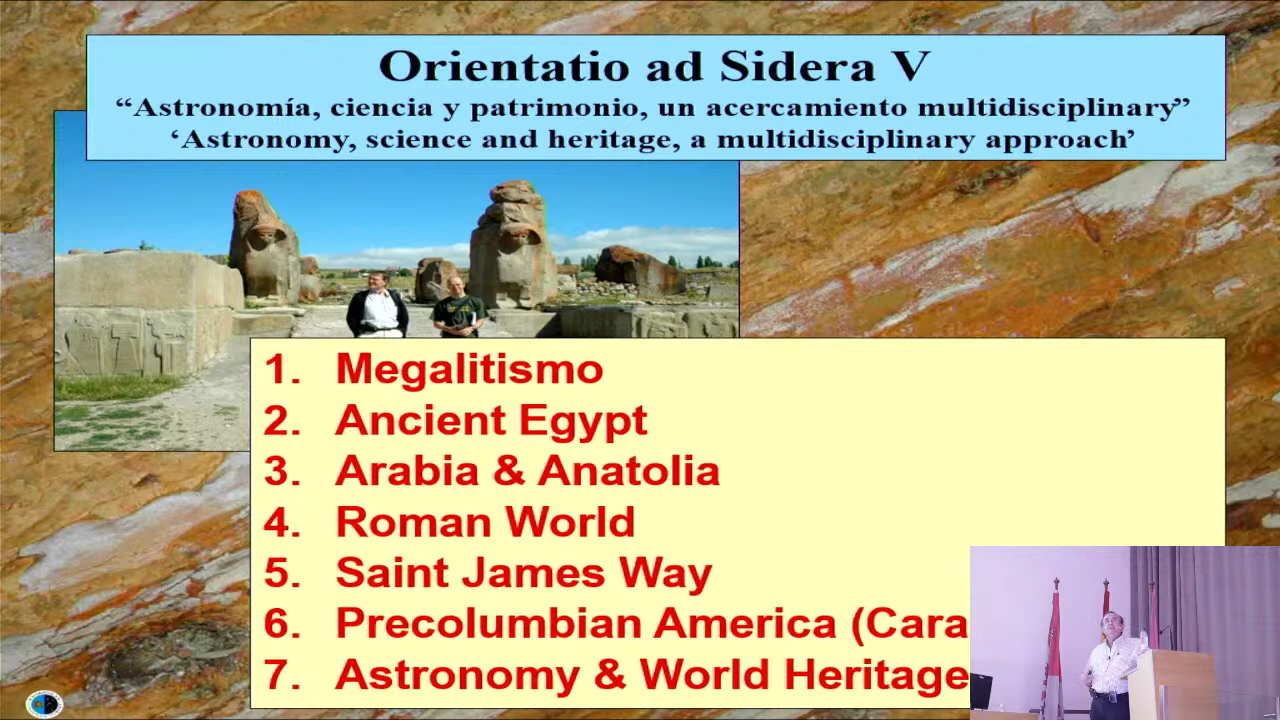 Orientatio ad Sidera V
“Astronomía, ciencia y patrimonio, un acercamiento multidisciplinary”
‘Astronomy, science and heritage, a multidisciplinary approach’
1. Megalitismo
2. Ancient Egypt
3. Arabia & Anatolia
4. Roman World
5. Saint James Way
6. Precolumbian America (Cara
7. Astronomy & World Heritage